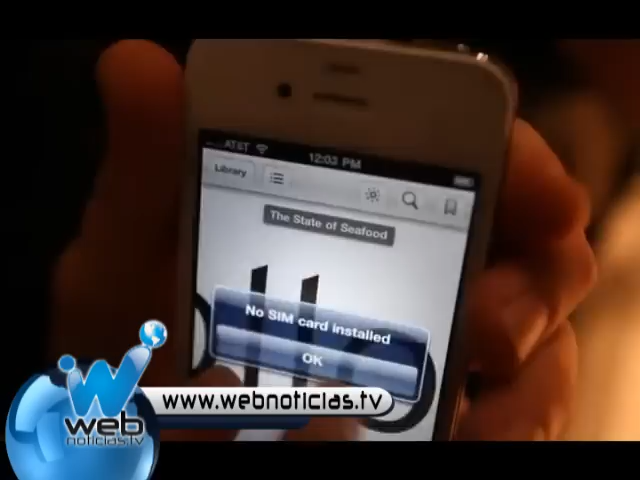 AT&T
12:03 PM
Library
The State of Seafood
No SIM card installed
OK
www.webnoticias.tv
web
noticias.tv